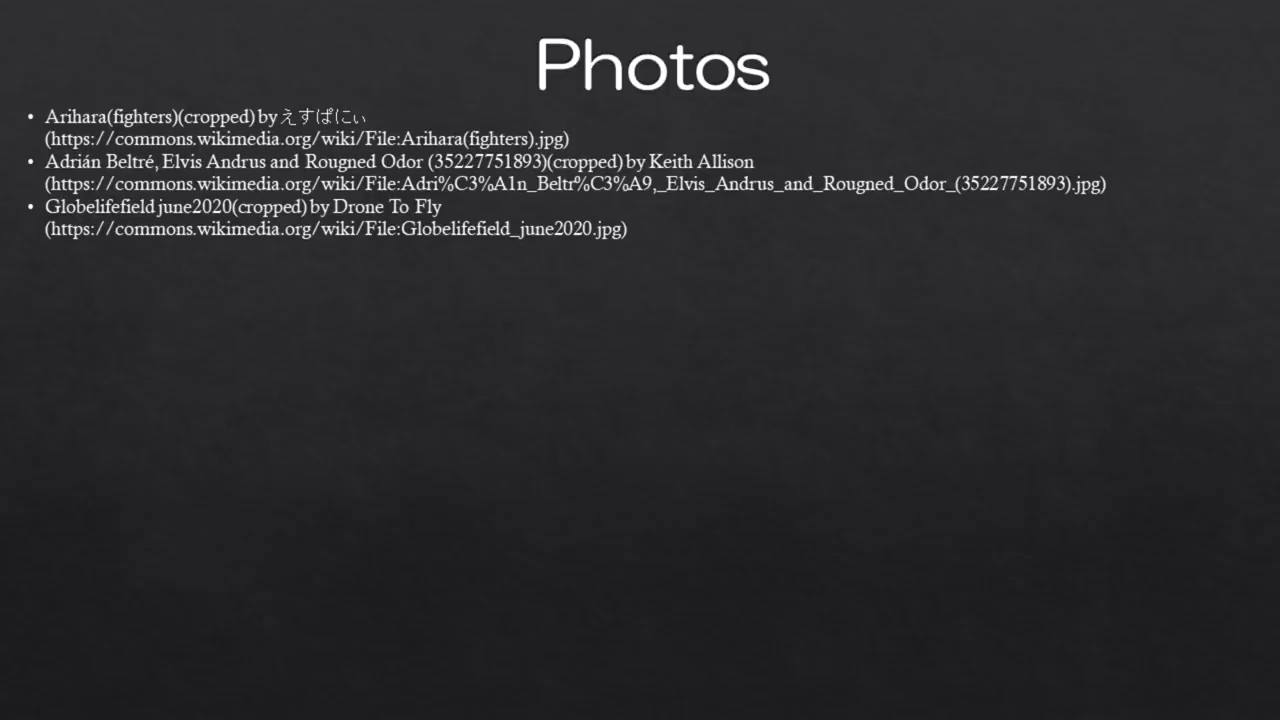 Photos
• Arihara(fighters)(cropped) by えすぱにぃ
(https://commons.wikimedia.org/wiki/File:Arihara(fighters).jpg)
• Adrián Beltré, Elvis Andrus and Rougned Odor (35227751893)(cropped) by Keith Allison
(https://commons.wikimedia.org/wiki/File:Adri%C3%A1n_Beltr%C3%A9,_Elvis_Andrus_and_Rougned_Odor_(35227751893).jpg)
• Globelifefield june2020(cropped) by Drone To Fly
(https://commons.wikimedia.org/wiki/File:Globelifefield_june2020.jpg)